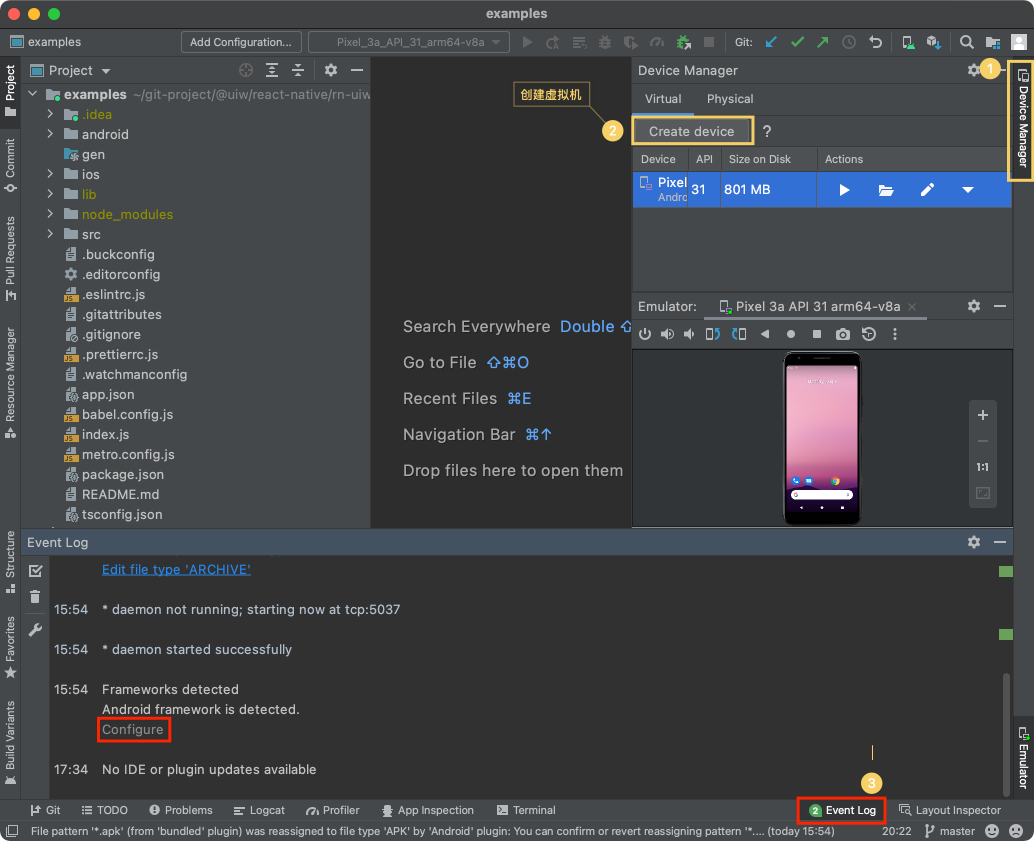 examples
examples
Add Configuration...
Pixel_3a_API_31_arm64-v8a
Git:
Project
Commit
Pull Requests
Resource Manager
Structure
Favorites
Build Variants
Project
examples ~/git-project/@uiw/react-native/rn-uiw
.idea
android
gen
ios
lib
node_modules
src
.buckconfig
.editorconfig
.eslintrc.js
.gitattributes
.gitignore
.prettierrc.js
.watchmanconfig
app.json
babel.config.js
index.js
metro.config.js
package.json
README.md
tsconfig.json
创建虚拟机
2
Search Everywhere Double ⇧
Go to File ⇧⌘O
Recent Files ⌘E
Navigation Bar ⌘↑
Drop files here to open them
Device Manager
1
Virtual Physical
Create device ?
Device API Size on Disk Actions
Pixel 31 801 MB
Andro
Device Manager
Emulator: Pixel 3a API 31 arm64-v8a
1:1
Event Log
Edit file type 'ARCHIVE'
15:54 * daemon not running; starting now at tcp:5037
15:54 * daemon started successfully
15:54 Frameworks detected
Android framework is detected.
Configure
17:34 No IDE or plugin updates available
3
Emulator
Git TODO Problems Logcat Profiler App Inspection Terminal 2 Event Log Layout Inspector
File pattern '*.apk' (from 'bundled' plugin) was reassigned to file type 'APK' by 'Android' plugin: You can confirm or revert reassigning pattern '*.... (today 15:54) 20:22 master